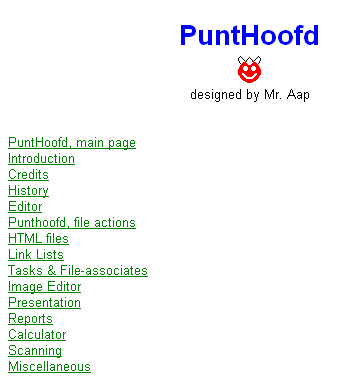 PuntHoofd
designed by Mr. Aap
PuntHoofd, main page
Introduction
Credits
History
Editor
Punthoofd, file actions
HTML files
Link Lists
Tasks & File-associates
Image Editor
Presentation
Reports
Calculator
Scanning
Miscellaneous